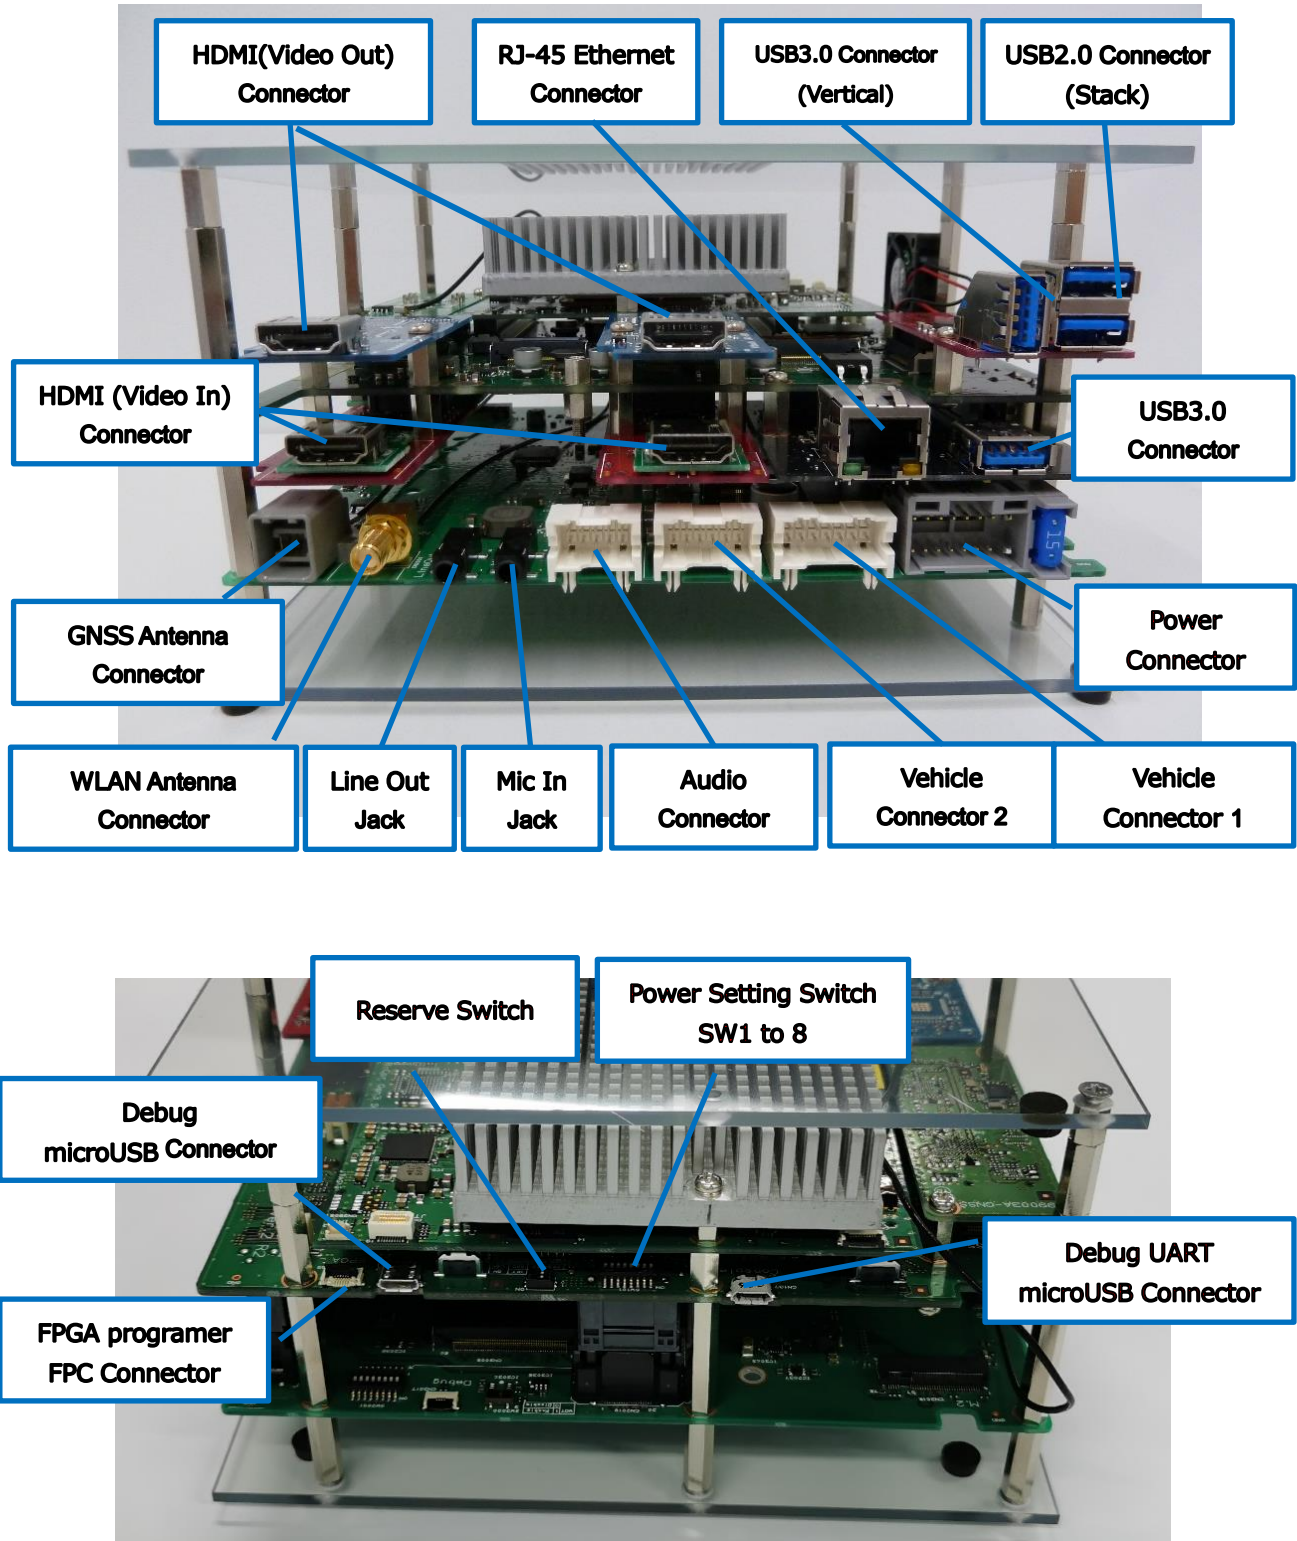 HDMI(Video Out)
Connector
RJ-45 Ethernet
Connector
USB3.0 Connector
(Vertical)
USB2.0 Connector
(Stack)
HDMI (Video In)
Connector
USB3.0
Connector
15
GNSS Antenna
Connector
Power
Connector
WLAN Antenna
Connector
Line Out
Jack
Mic In
Jack
Audio
Connector
Vehicle
Connector 2
Vehicle
Connector 1
Reserve Switch
Power Setting Switch
SW1 to 8
Debug
microUSB Connector
Debug UART
microUSB Connector
FPGA programer
FPC Connector
Debug
M.2